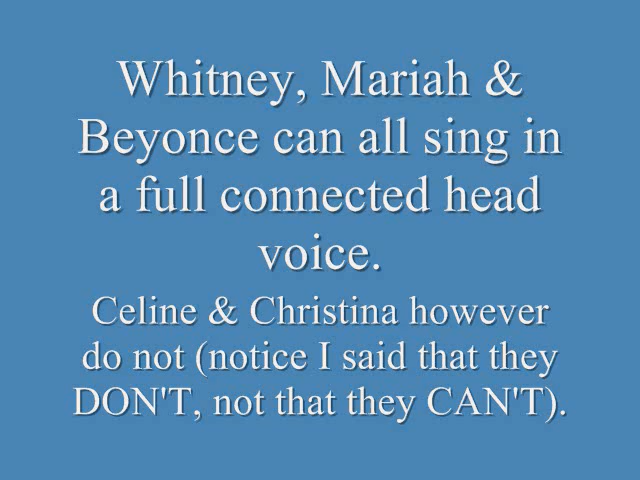 Whitney, Mariah &
Beyonce can all sing in
a full connected head
voice.
Celine & Christina however
do not (notice I said that they
DON'T, not that they CAN'T).